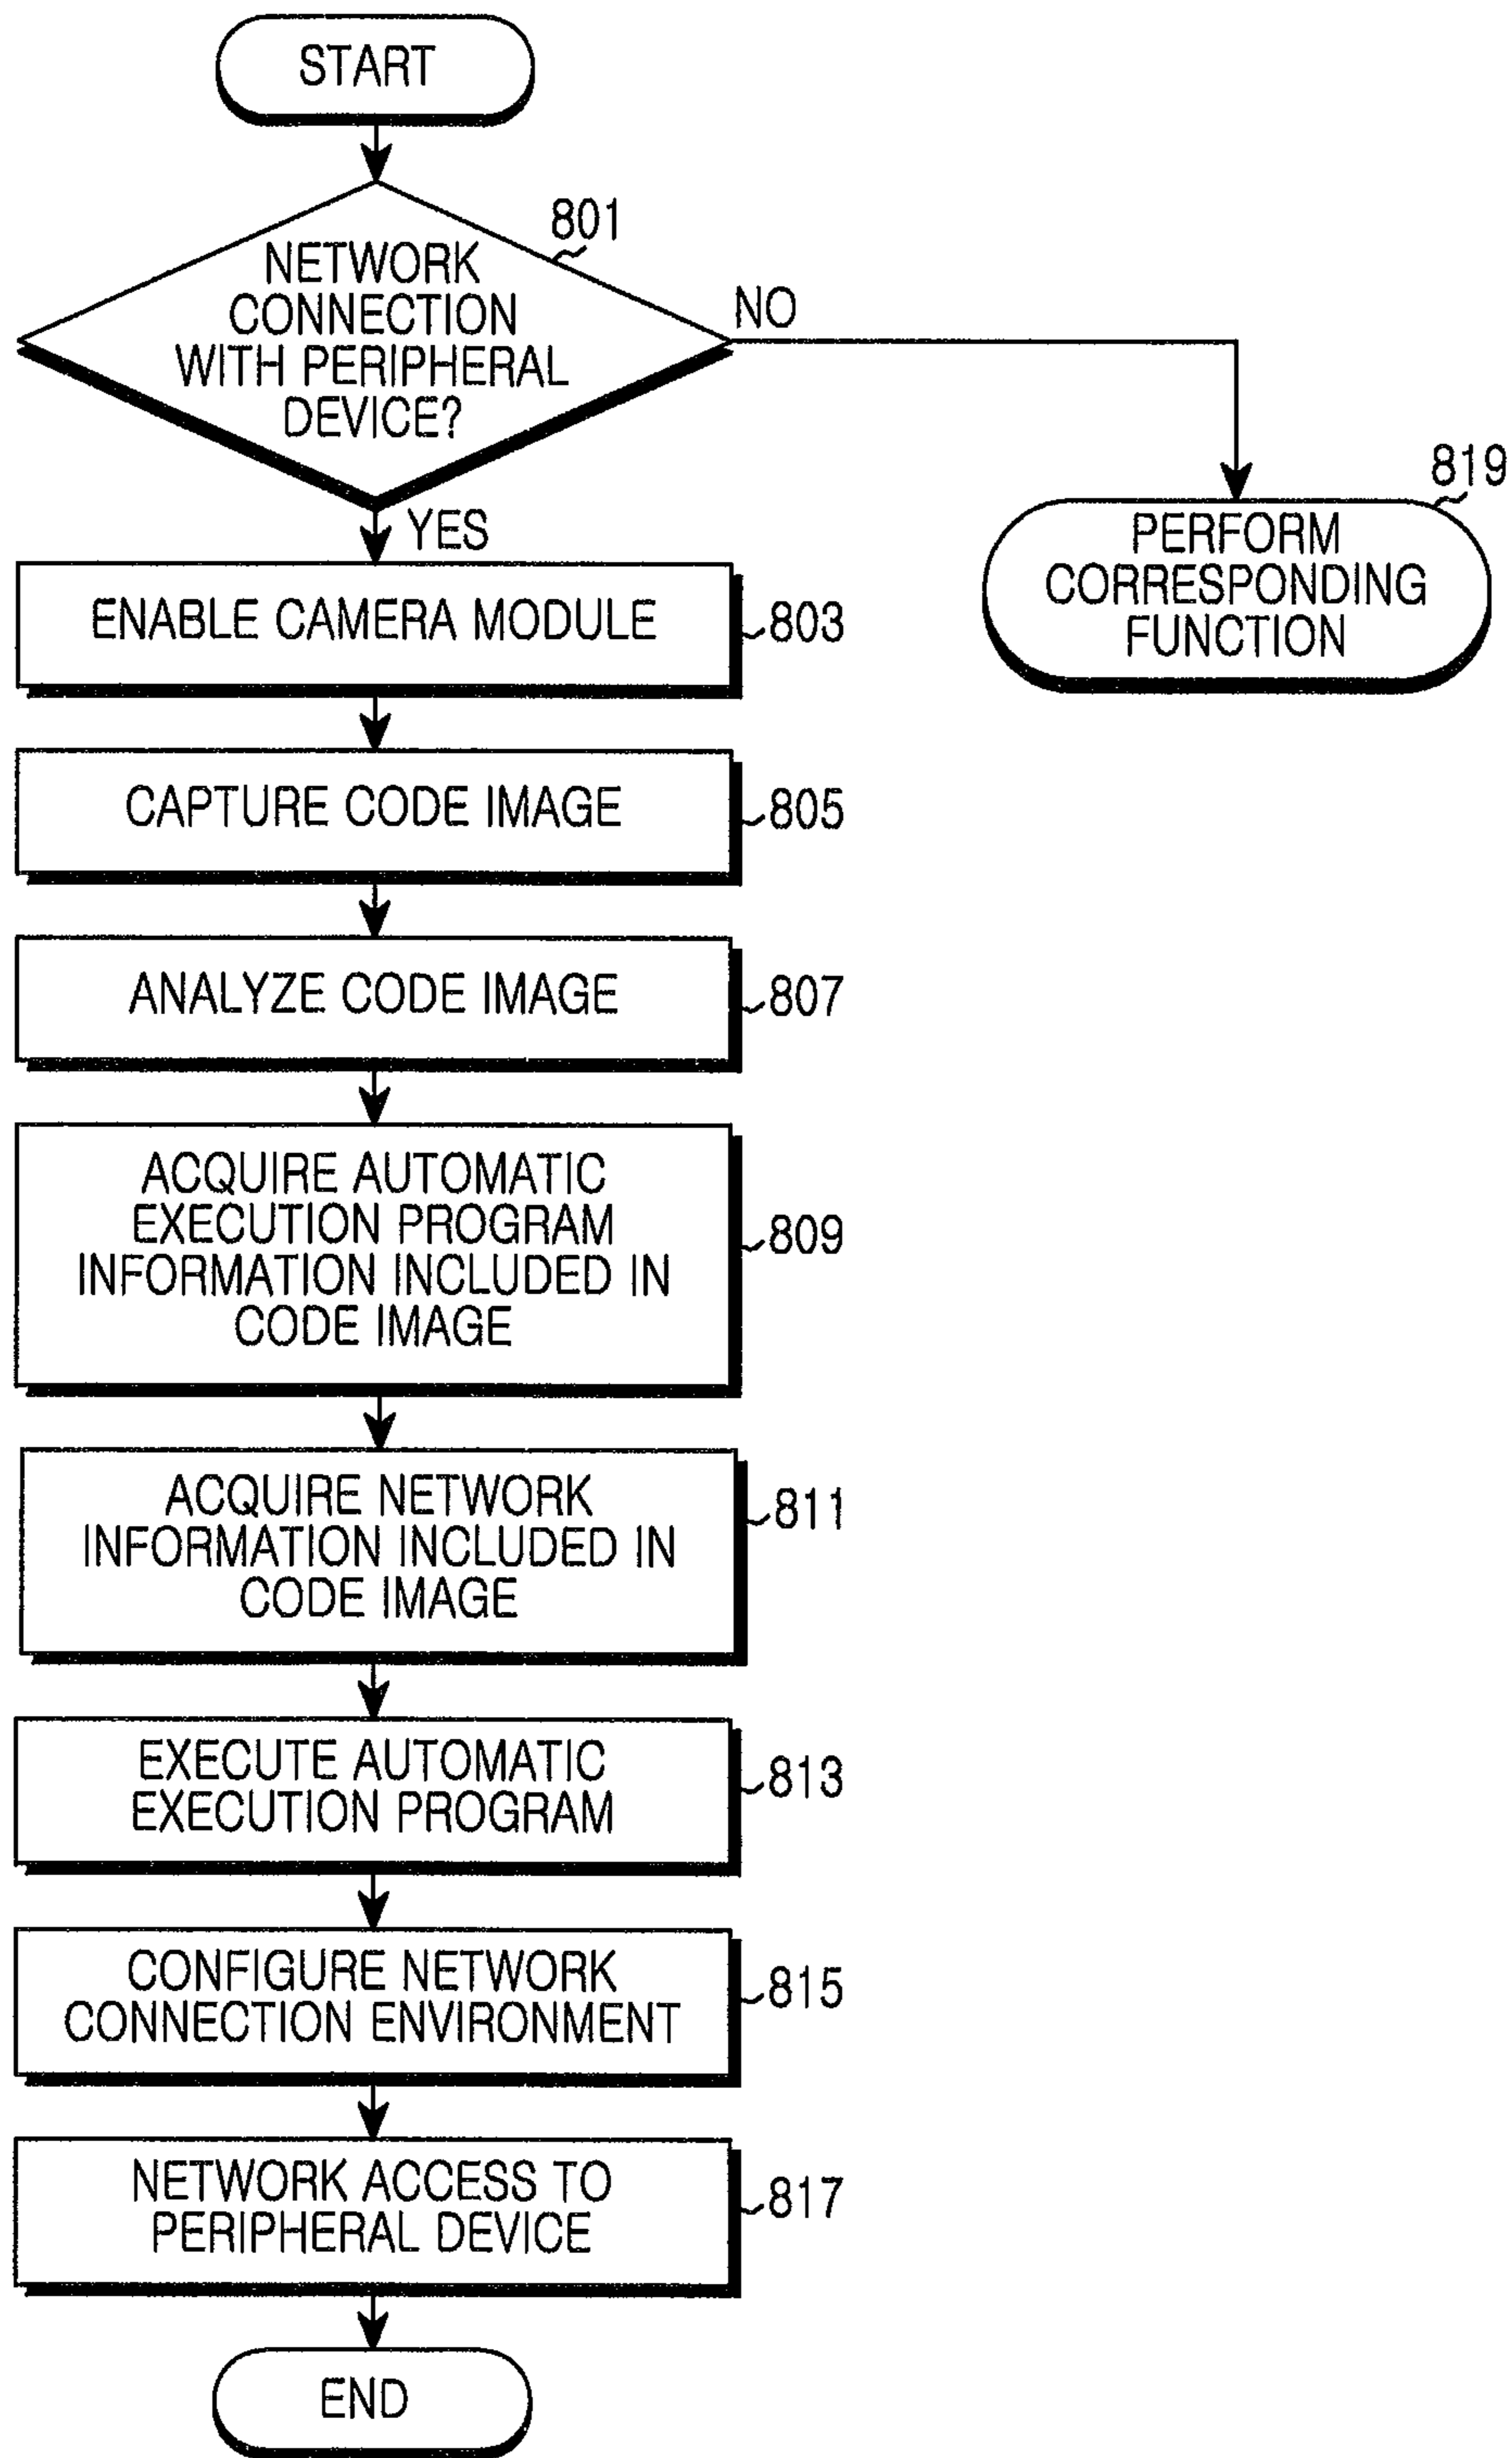 START
801
NETWORK
CONNECTION
WITH PERIPHERAL
DEVICE?
NO
819
PERFORM
CORRESPONDING
FUNCTION
YES
ENABLE CAMERA MODULE
803
CAPTURE CODE IMAGE
805
ANALYZE CODE IMAGE
807
ACQUIRE AUTOMATIC
EXECUTION PROGRAM
INFORMATION INCLUDED IN
CODE IMAGE
809
ACQUIRE NETWORK
INFORMATION INCLUDED IN
CODE IMAGE
811
EXECUTE AUTOMATIC
EXECUTION PROGRAM
813
CONFIGURE NETWORK
CONNECTION ENVIRONMENT
815
NETWORK ACCESS TO
PERIPHERAL DEVICE
817
END